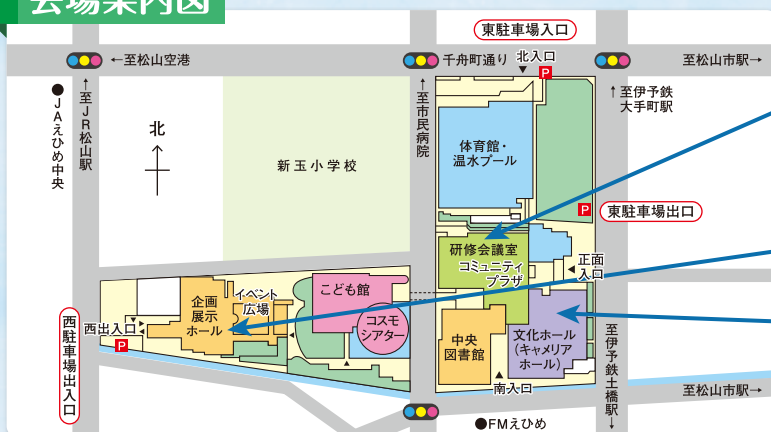 会場案内図
東駐車場入口
←至松山空港
千舟町通り
北入口
至松山市駅→
P
●JAえひめ中央
↑至JR松山駅
北
新玉小学校
↑至市民病院
体育館・
温水プール
↑至伊予鉄
大手町駅
P
東駐車場出口
研修会議室
コミュニティ
プラザ
正面
入口
企画
展示
ホール
イベント
広場
こども館
コスモ
シアター
西出入口
P
西駐車場出入口
中央
図書館
文化ホール
(キャメリア
ホール)
南入口
至伊予鉄土橋駅→
至松山市駅→
●FMえひめ